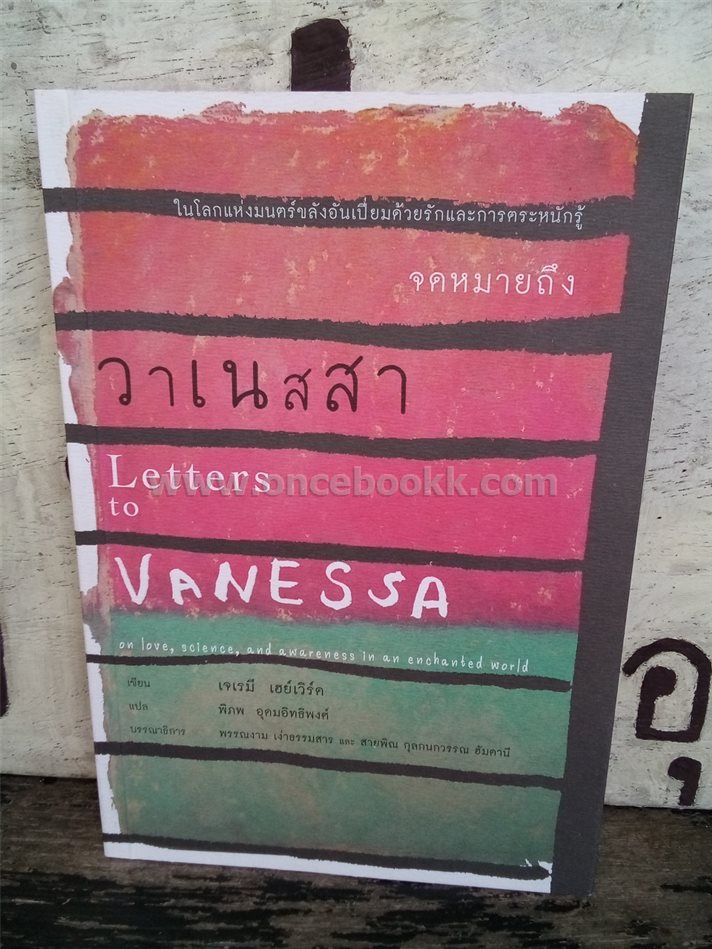 ในโลกแห่งมนตร์ขลังอันเปี่ยมด้วยรักและการตระหนักรู้
จดหมายถึง
วาเนสสา
Letters
www.oncebookk.com
to
VANESSA
on love, science, and awareness in an enchanted world
เขียน เจเรมี เฮย์เวิร์ด
แปล พิภพ อุดมอิทธิพงศ์
บรรณาธิการ พรรณงาม เง่าธรรมสาร และ สายพิณ กุลกนกวรรณ ฮัมดานี
อุ